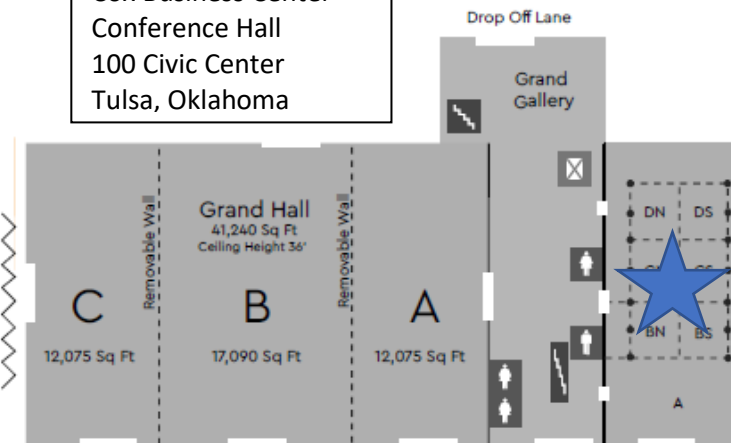 Conference Hall
100 Civic Center
Tulsa, Oklahoma
Drop Off Lane
Grand
Gallery
Removable Wall
Grand Hall
41,240 Sq Ft
Ceiling Height 36'
Removable Wall
C
12,075 Sq Ft
B
17,090 Sq Ft
A
12,075 Sq Ft
DN DS
BN BS
A